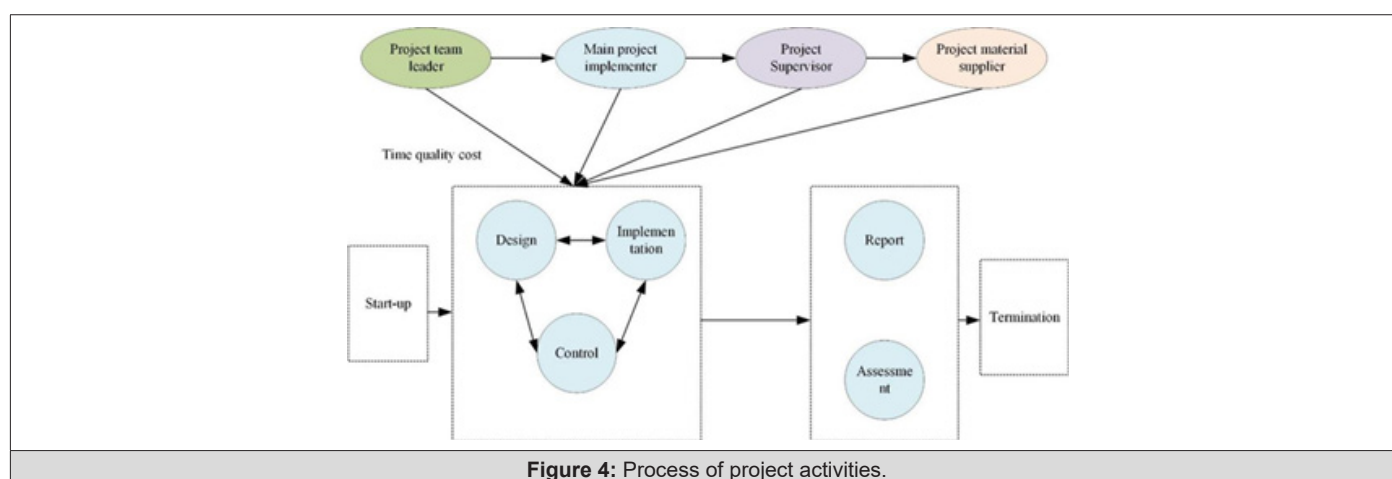 Project team
leader
Main project
implementer
Project
Supervisor
Project material
supplier
Time quality cost
Design
Implemen
tation
Report
Start-up
Termination
Control
Assessme
nt
Figure 4: Process of project activities.